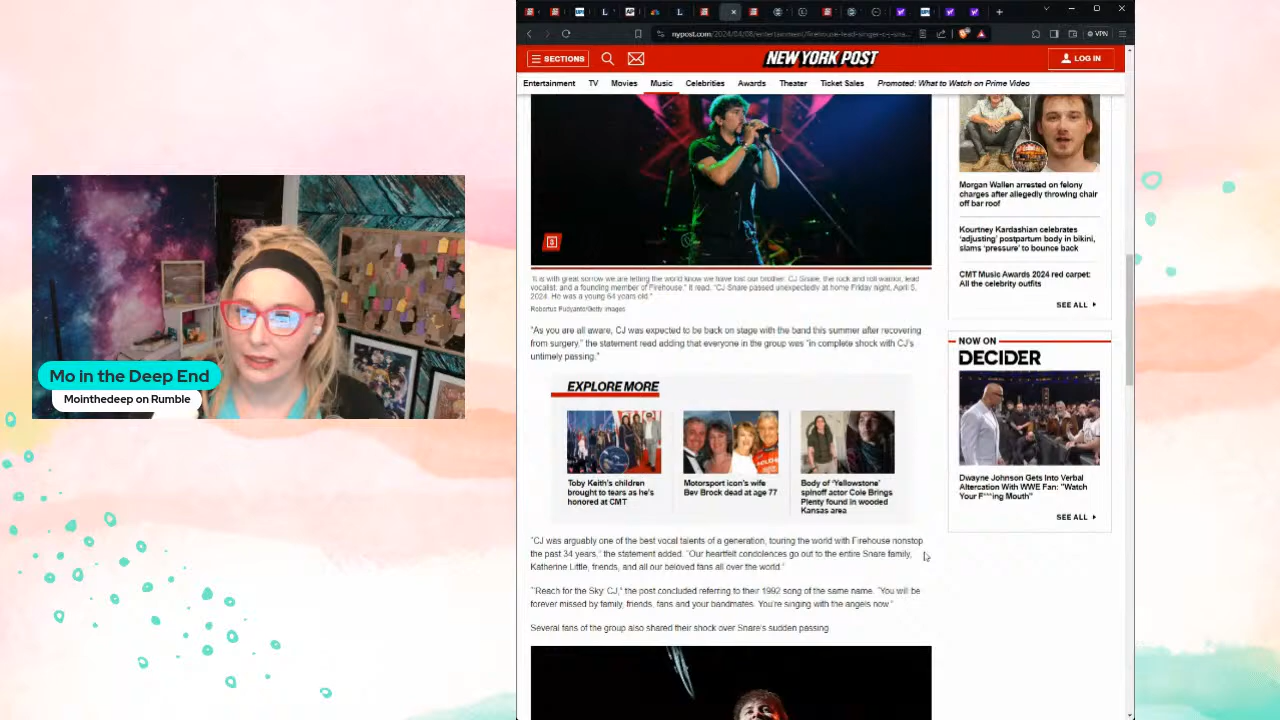 nypost.com/2024/04/08/entertainment/firehouse-lead-singer-cj-sna...
VPN
SECTIONS
NEW YORK POST
LOG IN
Entertainment TV Movies Music Celebrities Awards Theater Ticket Sales Promoted: What to Watch on Prime Video
"It is with great sorrow we are letting the world know we have lost our brother: CJ Snare, the rock and roll warrior, lead
vocalist, and a founding member of Firehouse." It read. "CJ Snare passed unexpectedly at home Friday night, April 5,
2024. He was a young 64 years old."
Robertus Pudyanto/Getty Images
"As you are all aware, CJ was expected to be back on stage with the band this summer after recovering
from surgery," the statement read adding that everyone in the group was "in complete shock with CJ's
untimely passing."
EXPLORE MORE
Toby Keith's children
brought to tears as he's
honored at CMT
Motorsport icon's wife
Bev Brock dead at age 77
Body of 'Yellowstone'
spinoff actor Cole Brings
Plenty found in wooded
Kansas area
"CJ was arguably one of the best vocal talents of a generation, touring the world with Firehouse nonstop
the past 34 years," the statement added. "Our heartfelt condolences go out to the entire Snare family,
Katherine Little, friends, and all our beloved fans all over the world."
"'Reach for the Sky' CJ," the post concluded referring to their 1992 song of the same name. "You will be
forever missed by family, friends, fans and your bandmates. You're singing with the angels now."
Several fans of the group also shared their shock over Snare's sudden passing.
Morgan Wallen arrested on felony
charges after allegedly throwing chair
off bar roof
Kourtney Kardashian celebrates
'adjusting' postpartum body in bikini,
slams 'pressure' to bounce back
CMT Music Awards 2024 red carpet:
All the celebrity outfits
SEE ALL
NOW ON
DECIDER
Dwayne Johnson Gets Into Verbal
Altercation With WWE Fan: "Watch
Your F***ing Mouth"
SEE ALL
Mo in the Deep End
Mointhedeep on Rumble